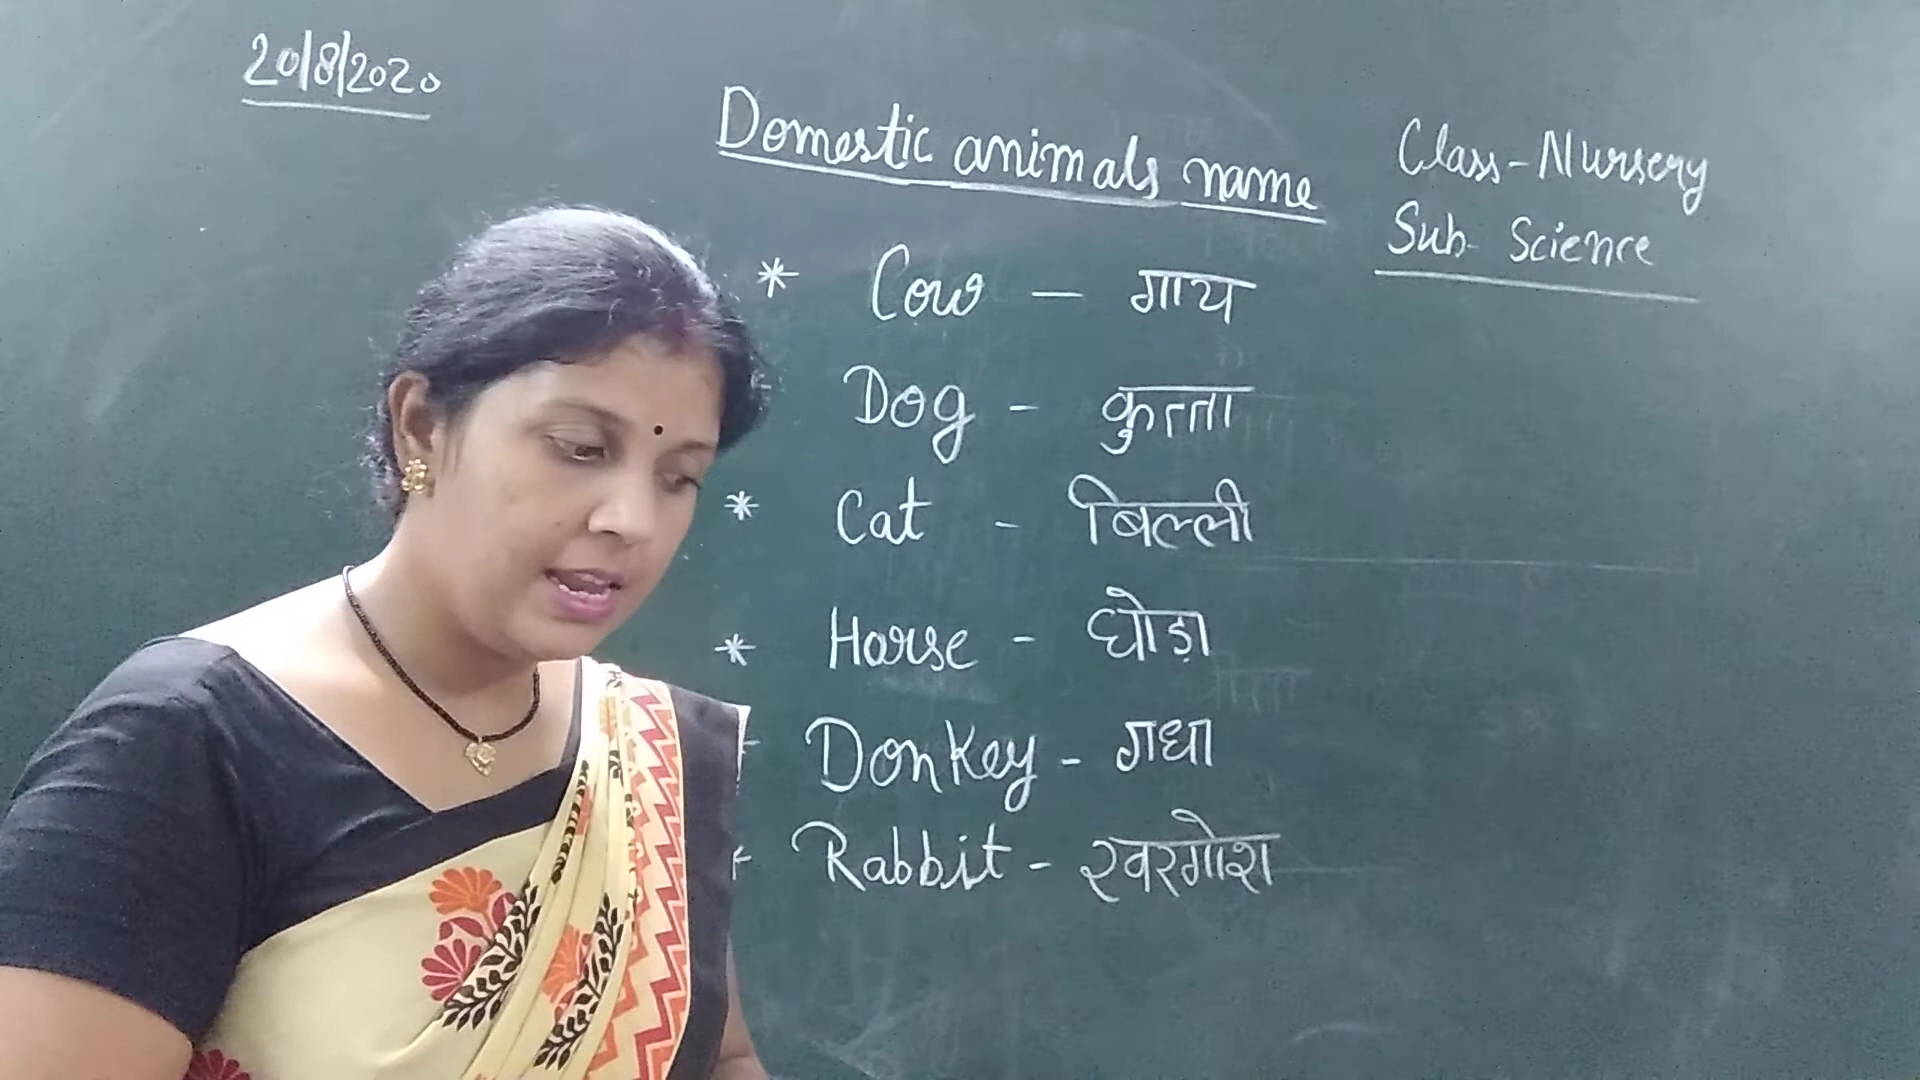 20/8/2020
Domestic animals name
Class-Nursery
Sub- Science
* Cow – गाय
Dog - कुत्ता
* Cat - बिल्ली
* Horse - घोड़ा
Donkey - गधा
Rabbit - खरगोश